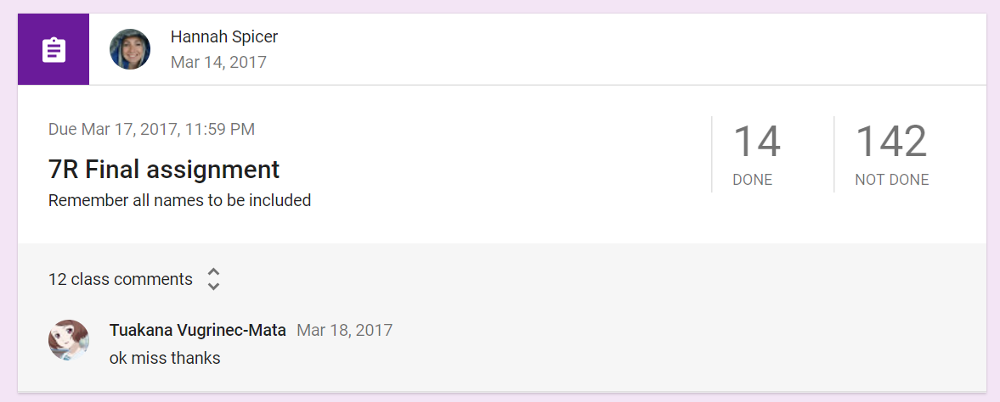 Hannah Spicer
Mar 14, 2017
Due Mar 17, 2017, 11:59 PM
7R Final assignment
Remember all names to be included
14
DONE
142
NOT DONE
12 class comments
Tuakana Vugrinec-Mata Mar 18, 2017
ok miss thanks